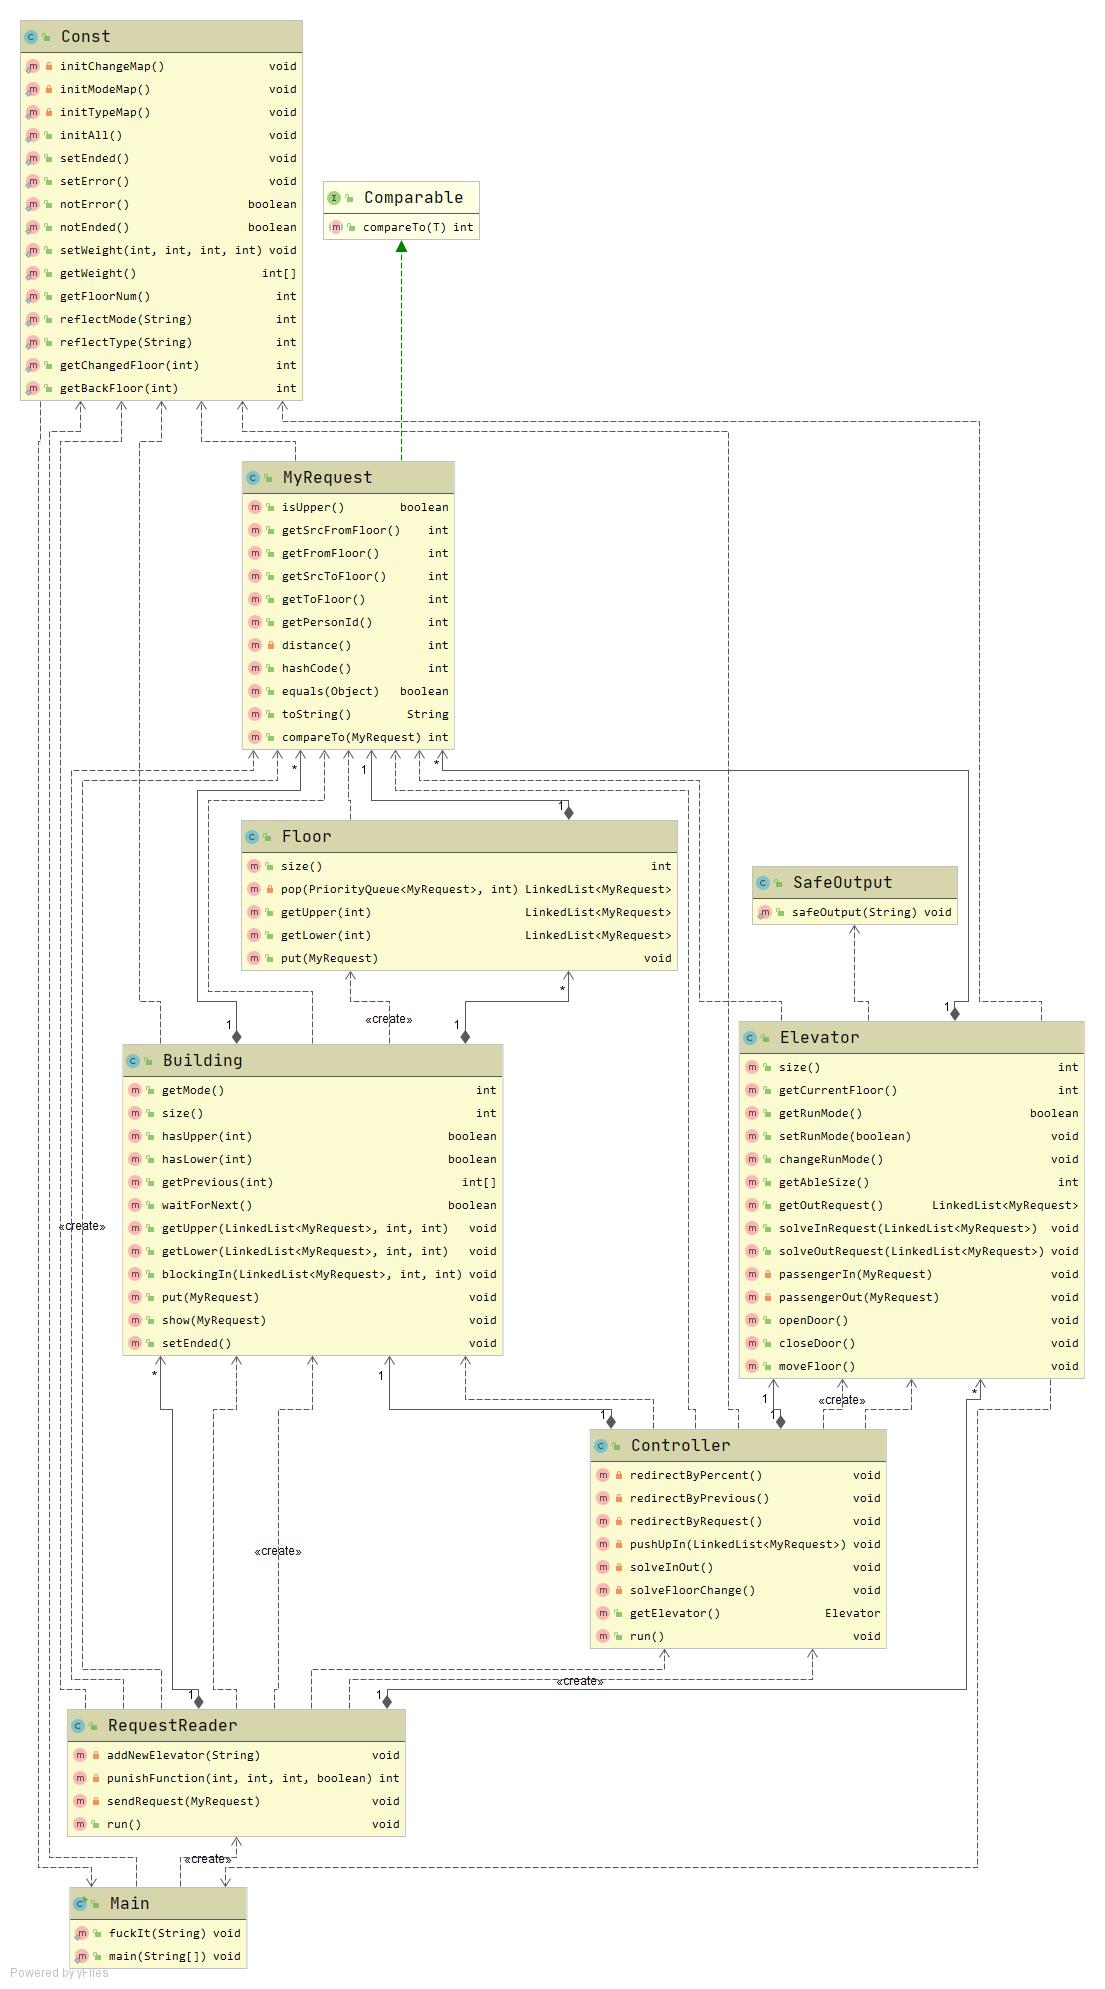 Const
initChangeMap() void
initModeMap() void
initTypeMap() void
initAll() void
setEnded() void
setError() void
notError() boolean
notEnded() boolean
setWeight(int, int, int, int) void
getWeight() int[]
getFloorNum() int
reflectMode(String) int
reflectType(String) int
getChangedFloor(int) int
getBackFloor(int) int
Comparable
compareTo(T) int
MyRequest
isUpper() boolean
getSrcFromFloor() int
getFromFloor() int
getSrcToFloor() int
getToFloor() int
getPersonId() int
distance() int
hashCode() int
equals(Object) boolean
toString() String
compareTo(MyRequest) int
* 1 *
1
Floor
size() int
pop(PriorityQueue<MyRequest>, int) LinkedList<MyRequest>
getUpper(int) LinkedList<MyRequest>
getLower(int) LinkedList<MyRequest>
put(MyRequest) void
SafeOutput
safeOutput(String) void
*
1
«create»
1 1
Building
getMode() int
size() int
hasUpper(int) boolean
hasLower(int) boolean
getPrevious(int) int[]
waitForNext() boolean
getUpper(LinkedList<MyRequest>, int, int) void
getLower(LinkedList<MyRequest>, int, int) void
blockingIn(LinkedList<MyRequest>, int, int) void
put(MyRequest) void
show(MyRequest) void
setEnded() void
Elevator
size() int
getCurrentFloor() int
getRunMode() boolean
setRunMode(boolean) void
changeRunMode() void
getAbleSize() int
getOutRequest() LinkedList<MyRequest>
solveInRequest(LinkedList<MyRequest>) void
solveOutRequest(LinkedList<MyRequest>) void
passengerIn(MyRequest) void
passengerOut(MyRequest) void
openDoor() void
closeDoor() void
moveFloor() void
«create»
* 1 1 «create» *
1 1
Controller
redirectByPercent() void
redirectByPrevious() void
redirectByRequest() void
pushUpIn(LinkedList<MyRequest>) void
solveInOut() void
solveFloorChange() void
getElevator() Elevator
run() void
«create»
«create»
1 1
RequestReader
addNewElevator(String) void
punishFunction(int, int, int, boolean) int
sendRequest(MyRequest) void
run() void
«create»
Main
fuckIt(String) void
main(String[]) void
Powered by yFiles